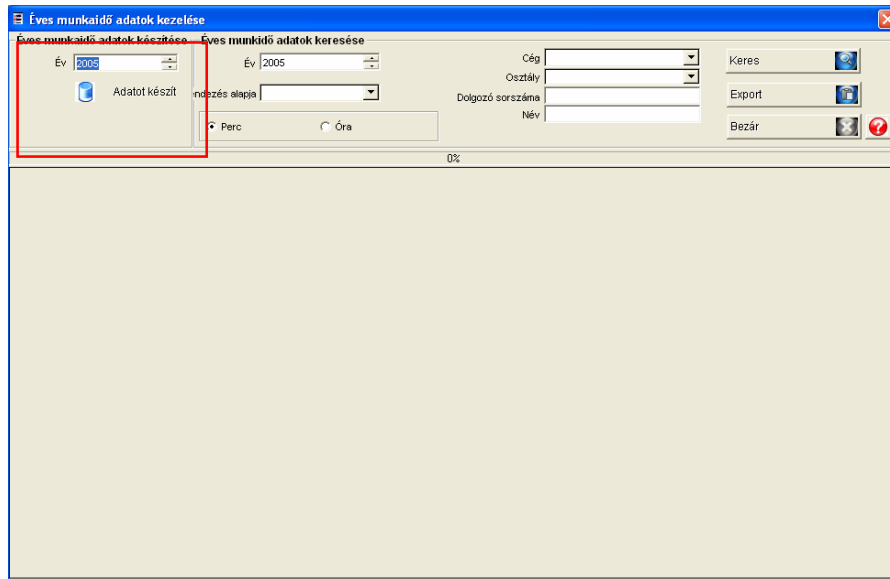 Éves munkaidő adatok kezelése
Éves munkaidő adatok készítése
Év 2005
Adatot készít
Éves munkidő adatok keresése
Év 2005
ndezés alapja
Perc
Óra
Cég
Osztály
Dolgozó sorszáma
Név
Keres
Export
Bezár
0%